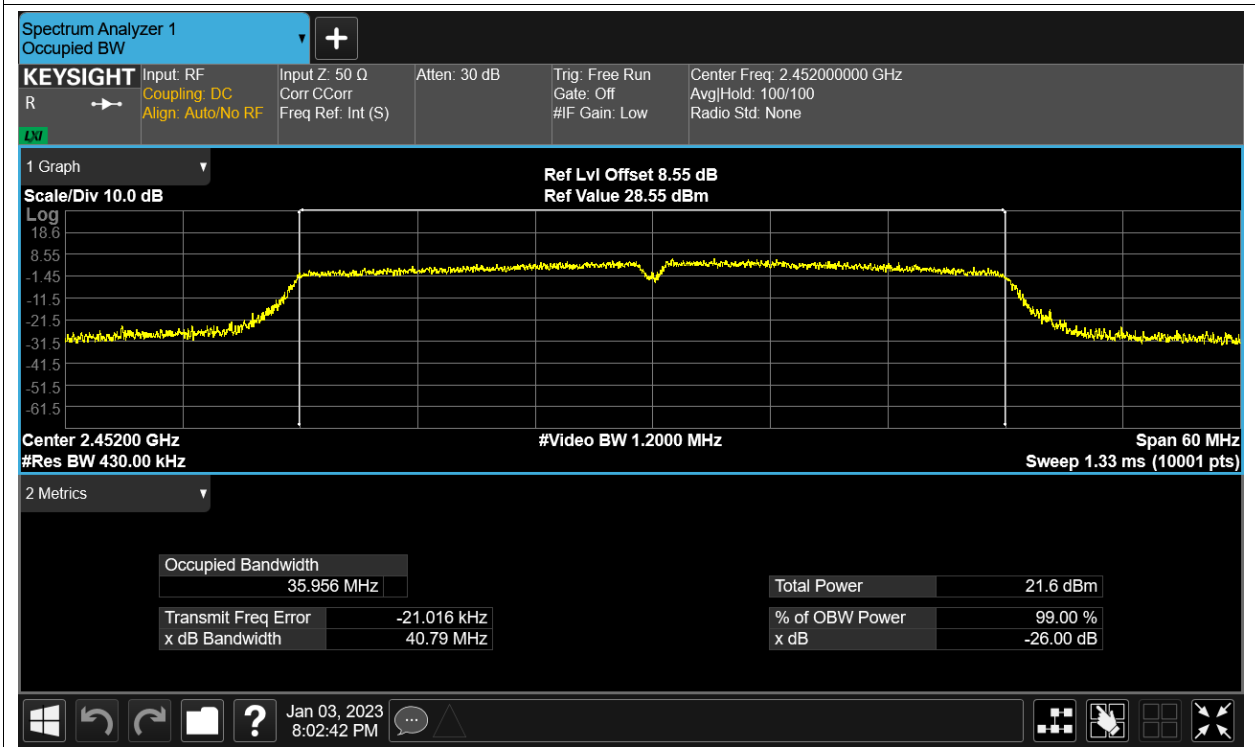 Spectrum Analyzer 1
Occupied BW
KEYSIGHT
R
LXI
Input: RF
Coupling: DC
Align: Auto/No RF
Input Z: 50 Ω
Corr CCorr
Freq Ref: Int (S)
Atten: 30 dB
Trig: Free Run
Gate: Off
#IF Gain: Low
Center Freq: 2.452000000 GHz
Avg|Hold: 100/100
Radio Std: None
1 Graph
Scale/Div 10.0 dB
Ref Lvl Offset 8.55 dB
Ref Value 28.55 dBm
Log
18.6
8.55
-1.45
-11.5
-21.5
-31.5
-41.5
-51.5
-61.5
Center 2.45200 GHz
#Video BW 1.2000 MHz
Span 60 MHz
#Res BW 430.00 kHz
Sweep 1.33 ms (10001 pts)
2 Metrics
Occupied Bandwidth
35.956 MHz
Total Power 21.6 dBm
Transmit Freq Error -21.016 kHz
% of OBW Power 99.00 %
x dB Bandwidth 40.79 MHz
x dB -26.00 dB
?
Jan 03, 2023
8:02:42 PM